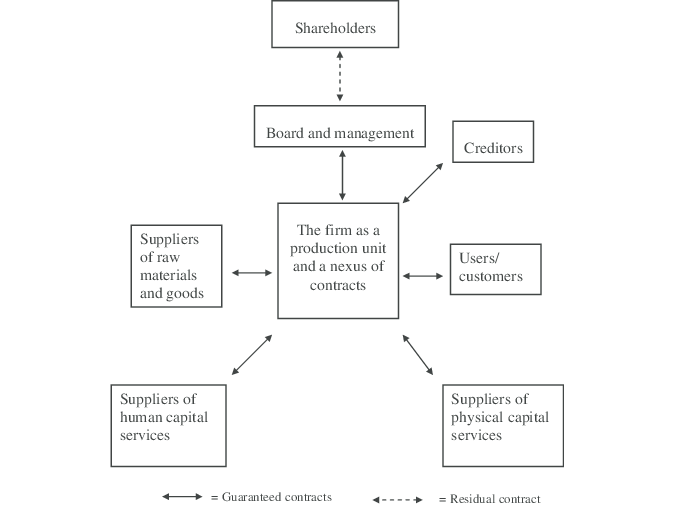 Shareholders
Board and management
Creditors
The firm as a
production unit
and a nexus of
contracts
Suppliers
of raw
materials
and goods
Users/
customers
Suppliers of
human capital
services
Suppliers of
physical capital
services
= Guaranteed contracts
= Residual contract